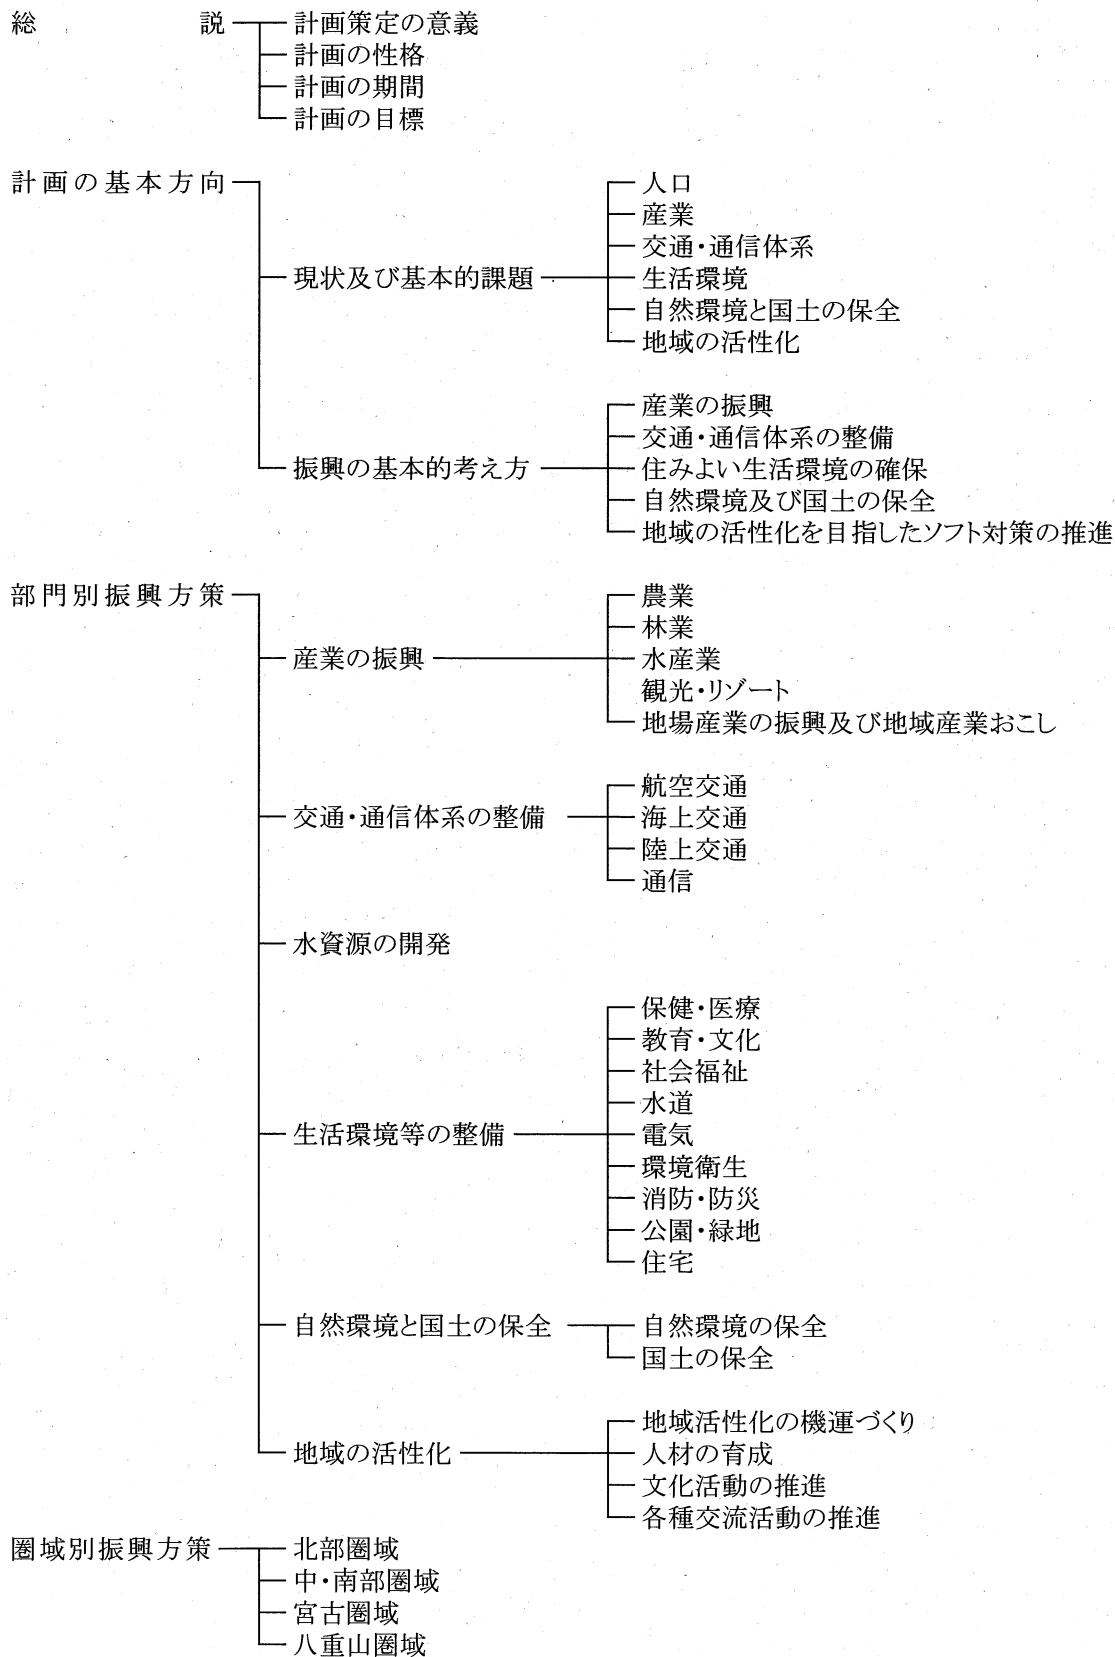 総　　　　説　計画策定の意義
計画の性格
計画の期間
計画の目標
計画の基本方向　人口
産業
交通・通信体系
現状及び基本的課題　生活環境
自然環境と国土の保全
地域の活性化
産業の振興
交通・通信体系の整備
振興の基本的考え方　住みよい生活環境の確保
自然環境及び国土の保全
地域の活性化を目指したソフト対策の推進
部門別振興方策　農業
林業
産業の振興　水産業
観光・リゾート
地場産業の振興及び地域産業おこし
航空交通
交通・通信体系の整備　海上交通
陸上交通
通信
水資源の開発
保健・医療
教育・文化
社会福祉
水道
生活環境等の整備　電気
環境衛生
消防・防災
公園・緑地
住宅
自然環境と国土の保全　自然環境の保全
国土の保全
地域活性化の機運づくり
地域の活性化　人材の育成
文化活動の推進
各種交流活動の推進
圏域別振興方策　北部圏域
中・南部圏域
宮古圏域
八重山圏域